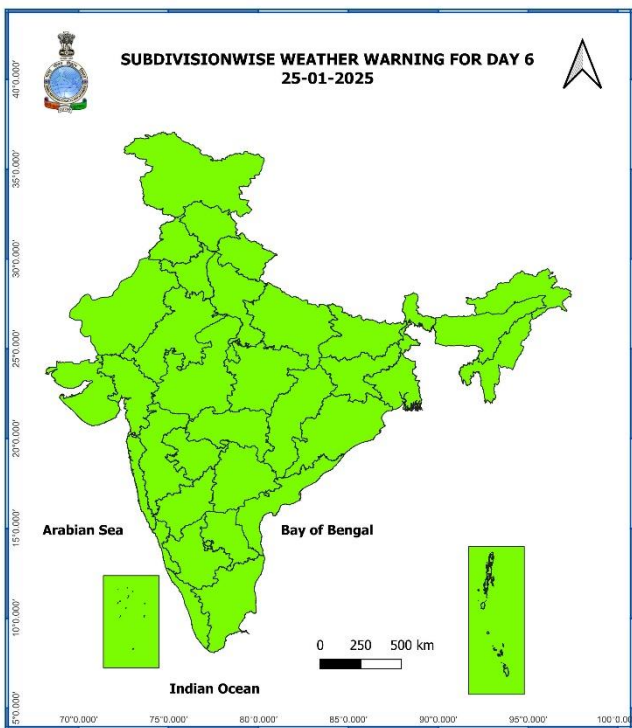 SUBDIVISIONWISE WEATHER WARNING FOR DAY 6
25-01-2025
40°0.000'
35°0.000'
30°0.000'
25°0.000'
20°0.000'
15°0.000'
10°0.000'
5°0.000'
Arabian Sea
Bay of Bengal
0 250 500 km
Indian Ocean
70°0.000' 75°0.000' 80°0.000' 85°0.000' 90°0.000' 95°0.000' 100°0.000'